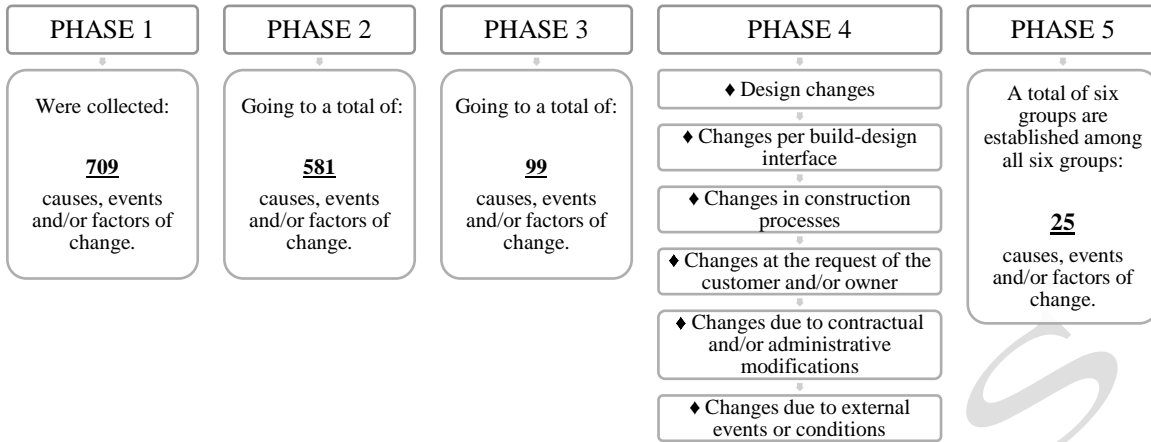 PHASE 1
Were collected:
709
causes, events
and/or factors of
change.
PHASE 2
Going to a total of:
581
causes, events
and/or factors of
change.
PHASE 3
Going to a total of:
99
causes, events
and/or factors of
change.
PHASE 4
♦ Design changes
♦ Changes per build-design
interface
♦ Changes in construction
processes
♦ Changes at the request of the
customer and/or owner
♦ Changes due to contractual
and/or administrative
modifications
♦ Changes due to external
events or conditions
PHASE 5
A total of six
groups are
established among
all six groups:
25
causes, events
and/or factors of
change.
S